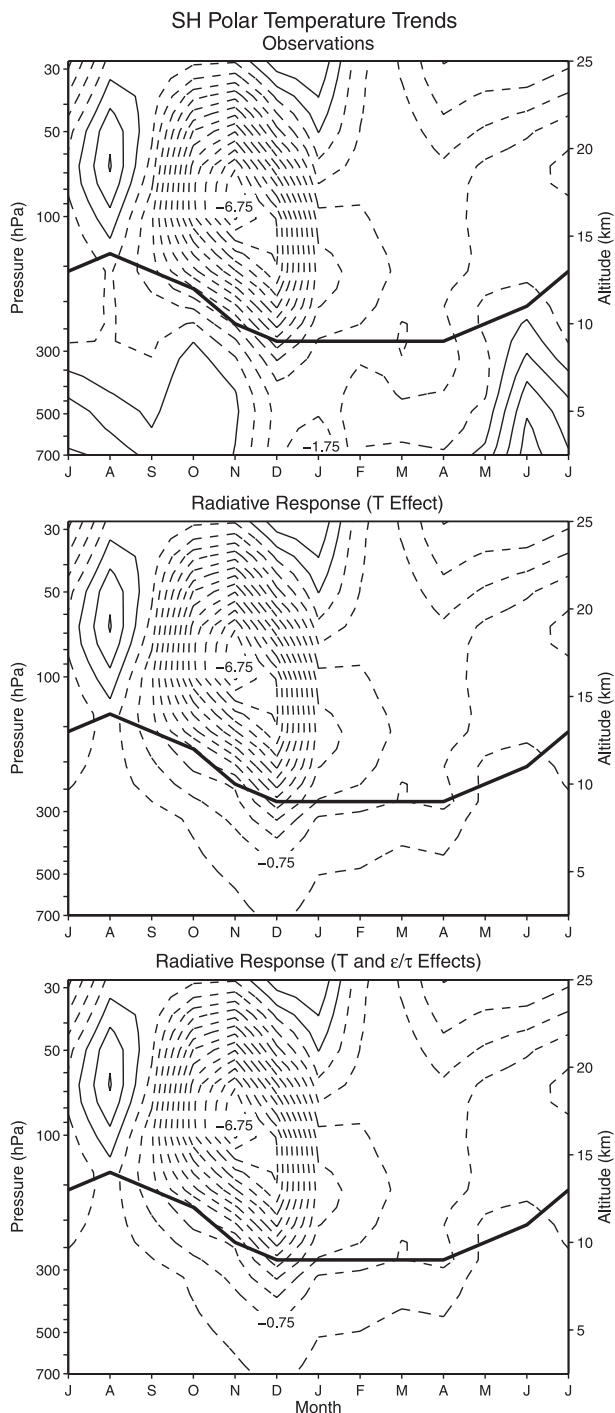 SH Polar Temperature Trends
Observations
30
50
100
300
500
700
Pressure (hPa)
25
20
15
10
5
Altitude (km)
−6.75
−1.75
J A S O N D J F M A M J J
Radiative Response (T Effect)
30
50
100
300
500
700
Pressure (hPa)
25
20
15
10
5
Altitude (km)
−6.75
−0.75
J A S O N D J F M A M J J
Radiative Response (T and ε/τ Effects)
30
50
100
300
500
700
Pressure (hPa)
25
20
15
10
5
Altitude (km)
−6.75
−0.75
J A S O N D J F M A M J J
Month